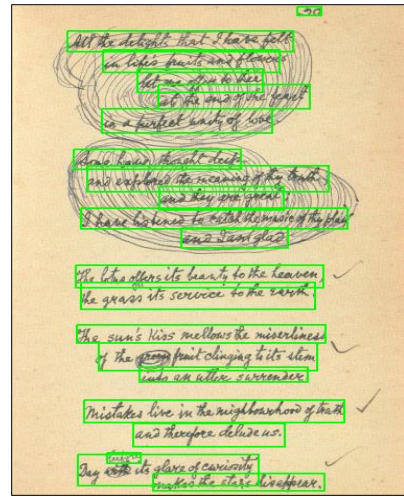 90
All the delights that I have felt
in life's fruits and flowers
let me offer to thee
at the end of the feast
in a perfect unity of love.
Some have thought deep
and explored the meaning of thy truth
and they are great;
I have listened to catch the music of thy play
and I am glad.
The lotus offers its beauty to the heaven
the grass its service to the earth.
The sun's kiss mellows the miserliness
of the green fruit clinging to its stem
into an utter surrender
Mistakes live in the neighbourhood of truth
and therefore delude us.
Day its glare of curiosity
makes the stars disappear.